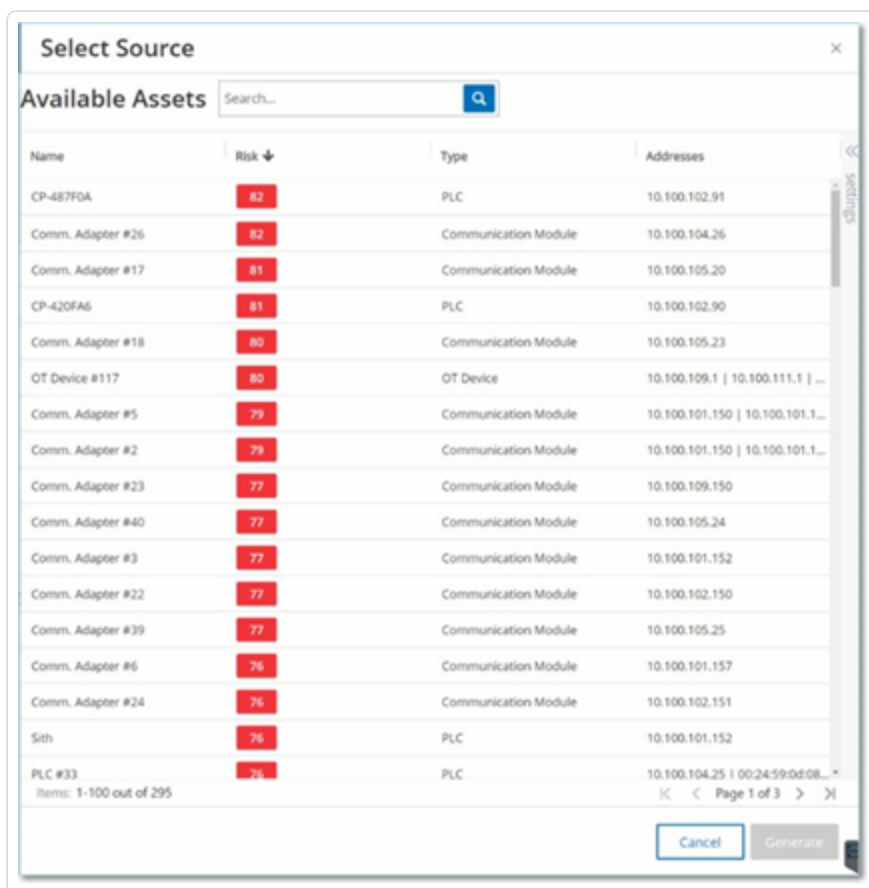 Select Source ×
Available Assets Search...
Name Risk ↓ Type Addresses
settings
CP-487F0A 82 PLC 10.100.102.91
Comm. Adapter #26 82 Communication Module 10.100.104.26
Comm. Adapter #17 81 Communication Module 10.100.105.20
CP-420FA6 81 PLC 10.100.102.90
Comm. Adapter #18 80 Communication Module 10.100.105.23
OT Device #117 80 OT Device 10.100.109.1 | 10.100.111.1 | ...
Comm. Adapter #5 79 Communication Module 10.100.101.150 | 10.100.101.1...
Comm. Adapter #2 79 Communication Module 10.100.101.150 | 10.100.101.1...
Comm. Adapter #23 77 Communication Module 10.100.109.150
Comm. Adapter #40 77 Communication Module 10.100.105.24
Comm. Adapter #3 77 Communication Module 10.100.101.152
Comm. Adapter #22 77 Communication Module 10.100.102.150
Comm. Adapter #39 77 Communication Module 10.100.105.25
Comm. Adapter #6 76 Communication Module 10.100.101.157
Comm. Adapter #24 76 Communication Module 10.100.102.151
Sith 76 PLC 10.100.101.152
PLC #33 76 PLC 10.100.104.25 | 00:24:59:0d:08...
Items: 1-100 out of 295 Page 1 of 3
Cancel Generate